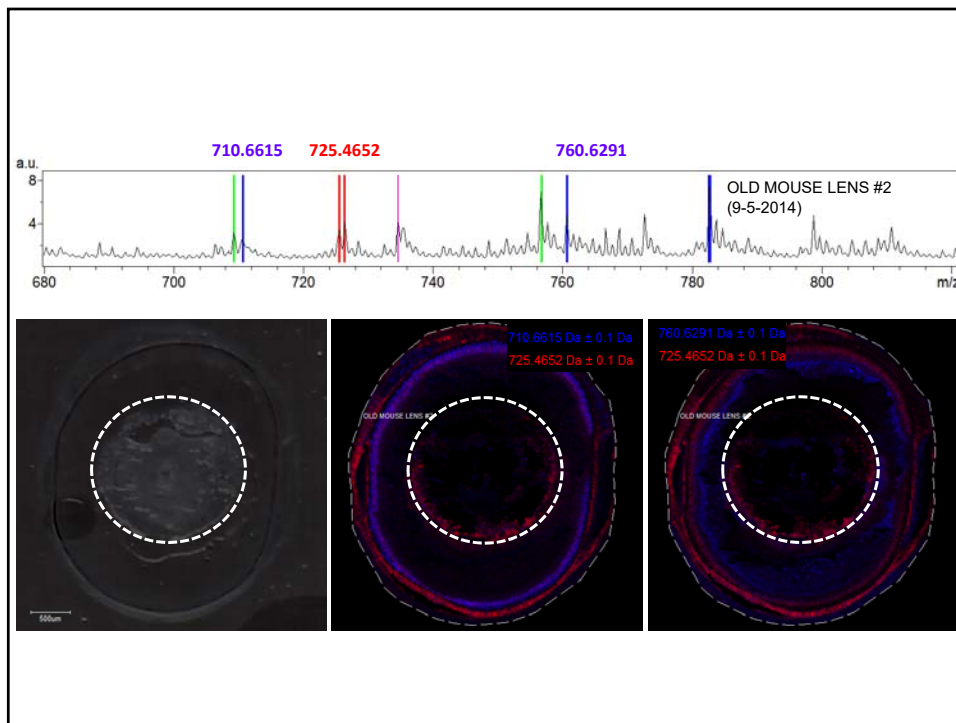 710.6615 725.4652 760.6291
a.u.
8
4
OLD MOUSE LENS #2
(9-5-2014)
680 700 720 740 760 780 800 m/z
710.6615 Da ± 0.1 Da
725.4652 Da ± 0.1 Da
760.6291 Da ± 0.1 Da
725.4652 Da ± 0.1 Da
OLD MOUSE LENS #2
OLD MOUSE LENS #2
500um